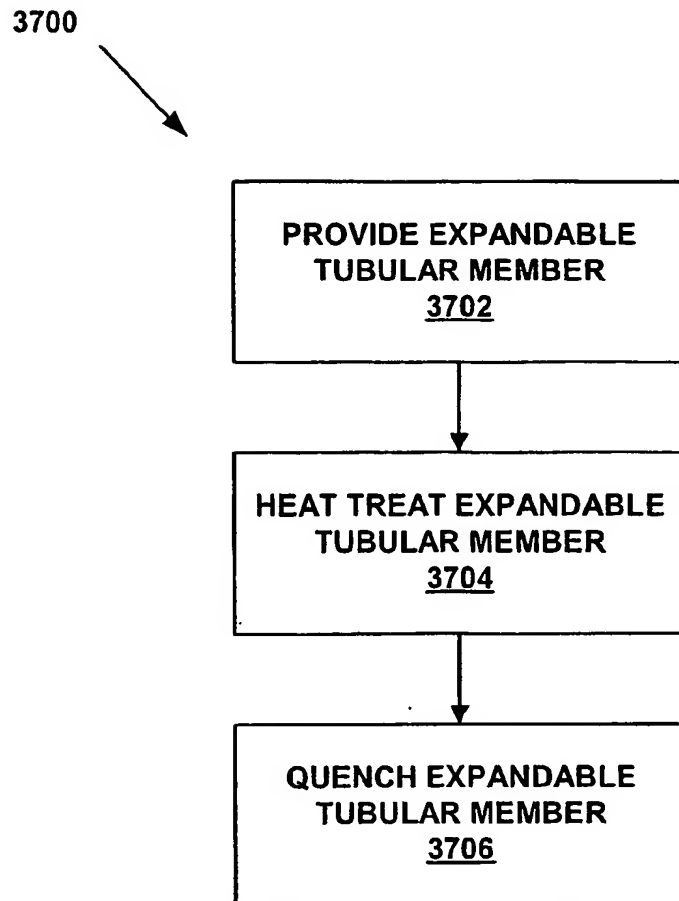 3700
PROVIDE EXPANDABLE
TUBULAR MEMBER
3702
HEAT TREAT EXPANDABLE
TUBULAR MEMBER
3704
QUENCH EXPANDABLE
TUBULAR MEMBER
3706